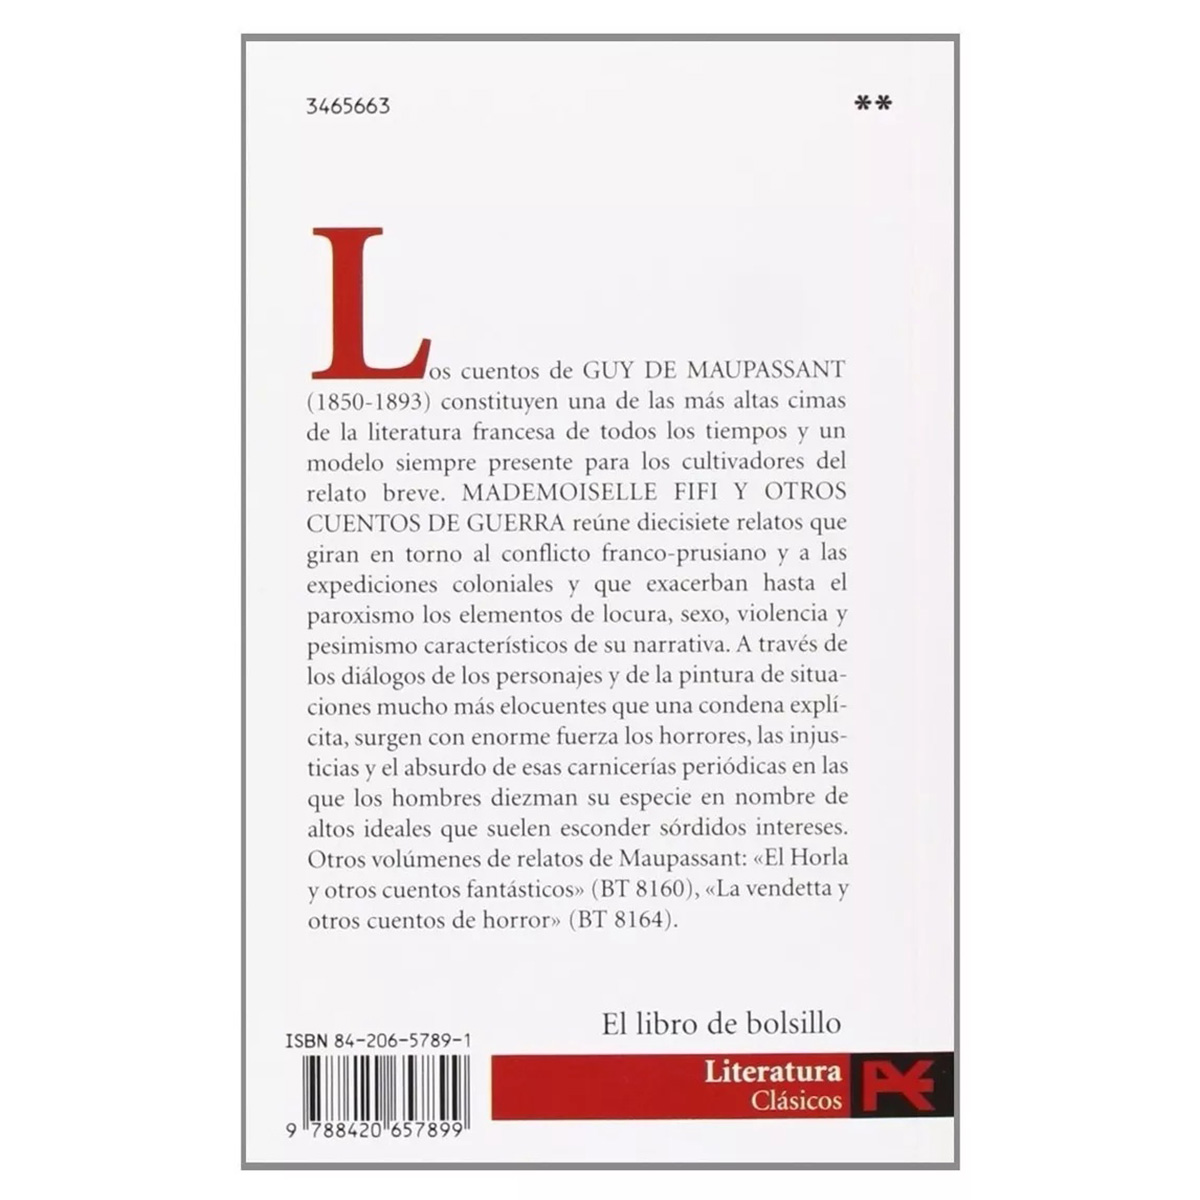 3465663
**
Los cuentos de GUY DE MAUPASSANT
(1850-1893) constituyen una de las más altas cimas
de la literatura francesa de todos los tiempos y un
modelo siempre presente para los cultivadores del
relato breve. MADEMOISELLE FIFI Y OTROS
CUENTOS DE GUERRA reúne diecisiete relatos que
giran en torno al conflicto franco-prusiano y a las
expediciones coloniales y que exacerban hasta el
paroxismo los elementos de locura, sexo, violencia y
pesimismo característicos de su narrativa. A través de
los diálogos de los personajes y de la pintura de situa-
ciones mucho más elocuentes que una condena explí-
cita, surgen con enorme fuerza los horrores, las injus-
ticias y el absurdo de esas carnicerías periódicas en las
que los hombres diezman su especie en nombre de
altos ideales que suelen esconder sórdidos intereses.
Otros volúmenes de relatos de Maupassant: «El Horla
y otros cuentos fantásticos» (BT 8160), «La vendetta y
otros cuentos de horror» (BT 8164).
El libro de bolsillo
ISBN 84-206-5789-1
Literatura
Clásicos
9 788420 657899